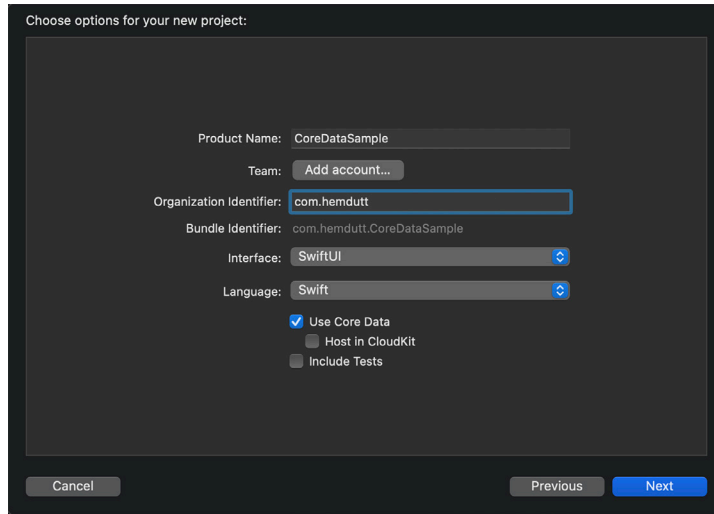 Choose options for your new project:
Product Name: CoreDataSample
Team: Add account...
Organization Identifier: com.hemdutt
Bundle Identifier: com.hemdutt.CoreDataSample
Interface: SwiftUI
Language: Swift
Use Core Data
Host in CloudKit
Include Tests
Cancel Previous Next